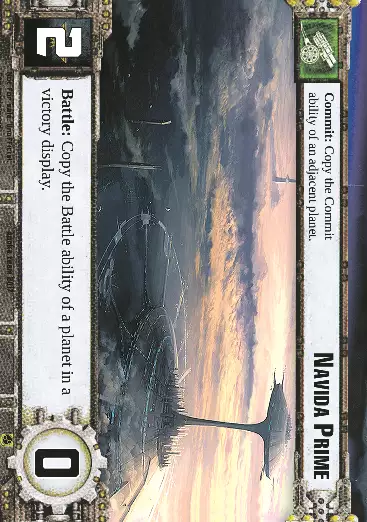 NAVIDA PRIME
Commit: Copy the Commit
ability of an adjacent planet.
2
Battle: Copy the Battle ability of a planet in a
victory display.
0